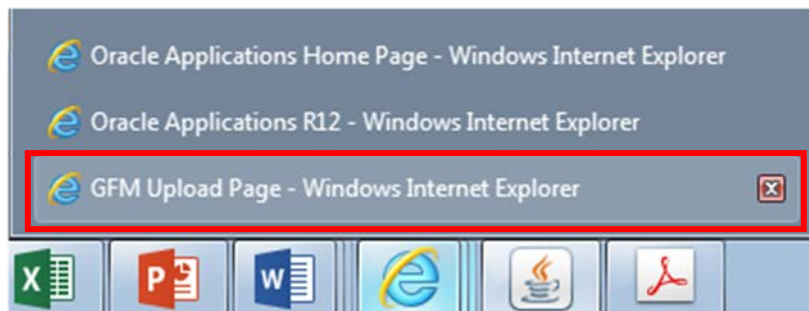 Oracle Applications Home Page - Windows Internet Explorer
Oracle Applications R12 - Windows Internet Explorer
GFM Upload Page - Windows Internet Explorer
X P W